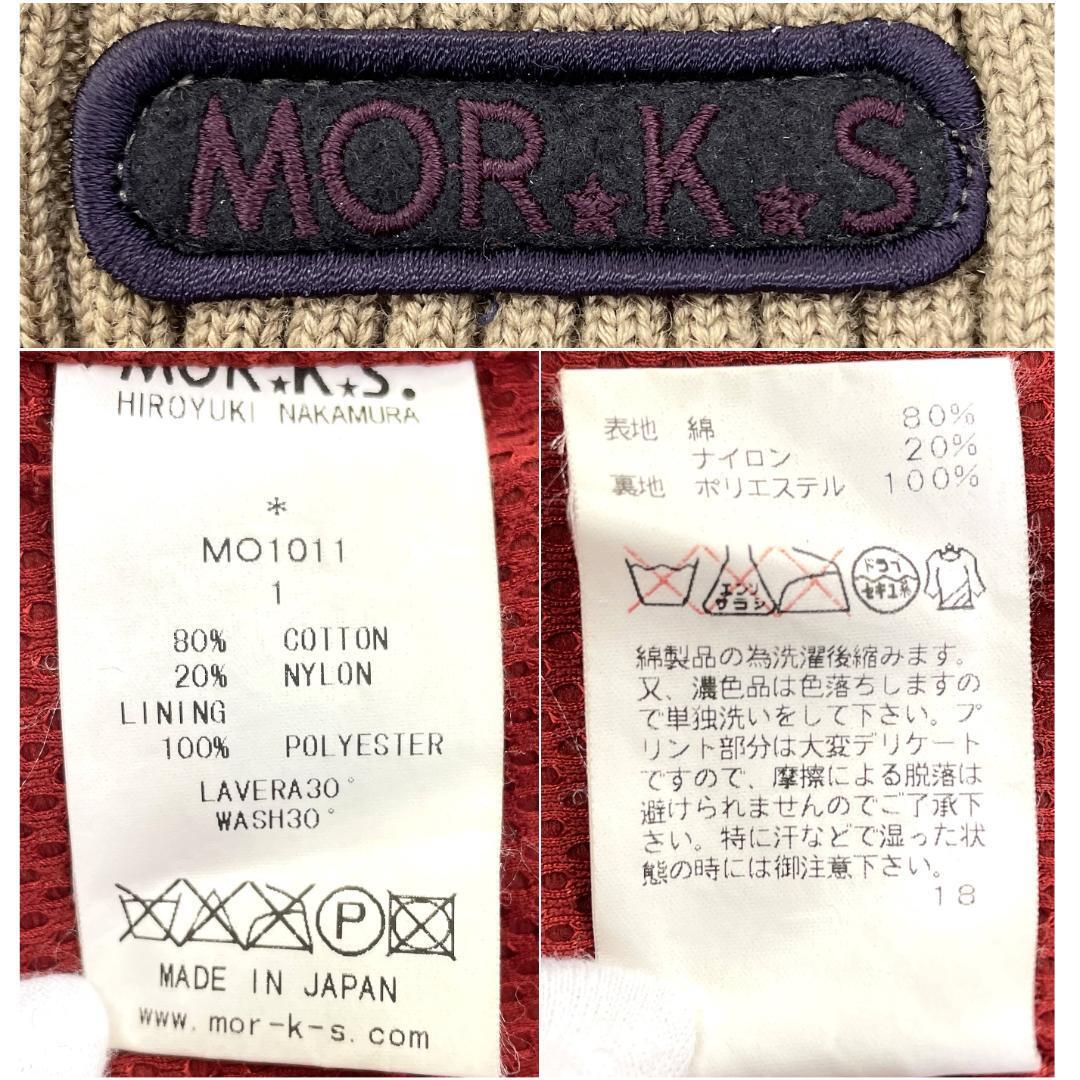 MOR★K★S
MOR★K★S.
HIROYUKI NAKAMURA
*
MO1011
1
80% COTTON
20% NYLON
LINING
100% POLYESTER
LAVERA30°
WASH30°
P
MADE IN JAPAN
www.mor-k-s.com
表地 綿 80%
ナイロン 20%
裏地 ポリエステル 100%
エンソ ドライ
サラシ セキユ系
綿製品の為洗濯後縮みます。
又、濃色品は色落ちしますの
で単独洗いをして下さい。プ
リント部分は大変デリケート
ですので、摩擦による脱落は
避けられませんのでご了承下
さい。特に汗などで湿った状
態の時には御注意下さい。
18